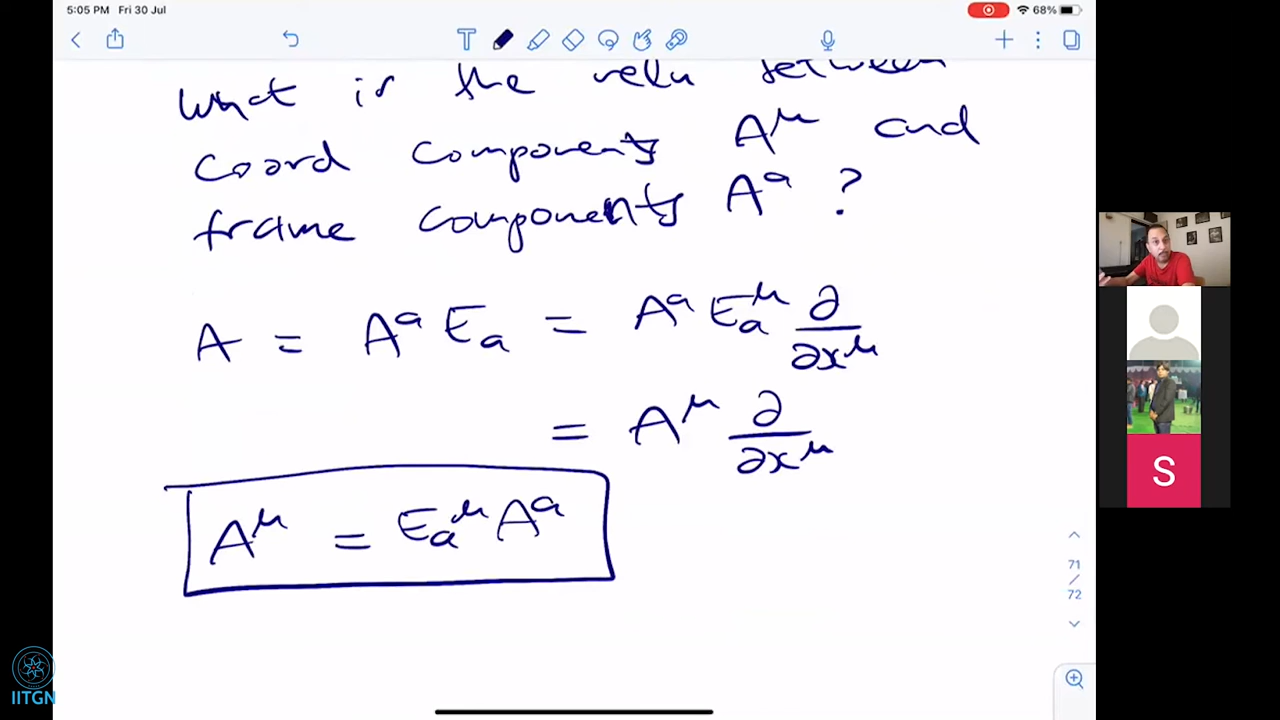 5:05 PM Fri 30 Jul
68%
What is the reln between
coord components A^μ and
frame components A^a ?
A = A^a E_a = A^a E_a^μ ∂/∂x^μ
= A^μ ∂/∂x^μ
A^μ = E_a^μ A^a
71
/
72
S
IITGN